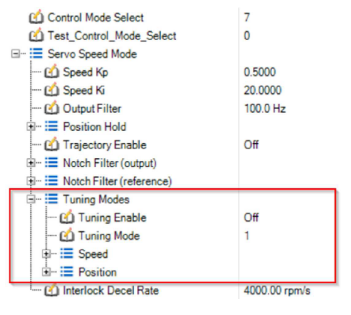 Control Mode Select 7
Test_Control_Mode_Select 0
Servo Speed Mode
Speed Kp 0.5000
Speed Ki 20.0000
Output Filter 100.0 Hz
Position Hold
Trajectory Enable Off
Notch Filter (output)
Notch Filter (reference)
Tuning Modes
Tuning Enable Off
Tuning Mode 1
Speed
Position
Interlock Decel Rate 4000.00 rpm/s